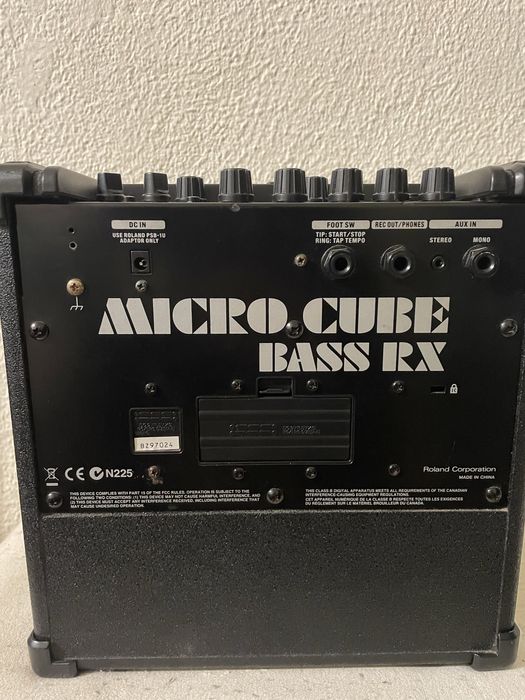 DC IN
USE ROLAND PSB-1U
ADAPTOR ONLY
FOOT SW
TIP: START/STOP
RING: TAP TEMPO
REC OUT/PHONES
AUX IN
STEREO
MONO
MICRO CUBE
BASS RX
BZ97024
CE N225
Roland Corporation
MADE IN CHINA
THIS DEVICE COMPLIES WITH PART 15 OF THE FCC RULES. OPERATION IS SUBJECT TO THE
FOLLOWING TWO CONDITIONS: (1) THIS DEVICE MAY NOT CAUSE HARMFUL INTERFERENCE, AND
(2) THIS DEVICE MUST ACCEPT ANY INTERFERENCE RECEIVED, INCLUDING INTERFERENCE THAT
MAY CAUSE UNDESIRED OPERATION.
THIS CLASS B DIGITAL APPARATUS MEETS ALL REQUIREMENTS OF THE CANADIAN
INTERFERENCE-CAUSING EQUIPMENT REGULATIONS.
CET APPAREIL NUMÉRIQUE DE LA CLASSE B RESPECTE TOUTES LES EXIGENCES
DU RÈGLEMENT SUR LE MATÉRIEL BROUILLEUR DU CANADA.